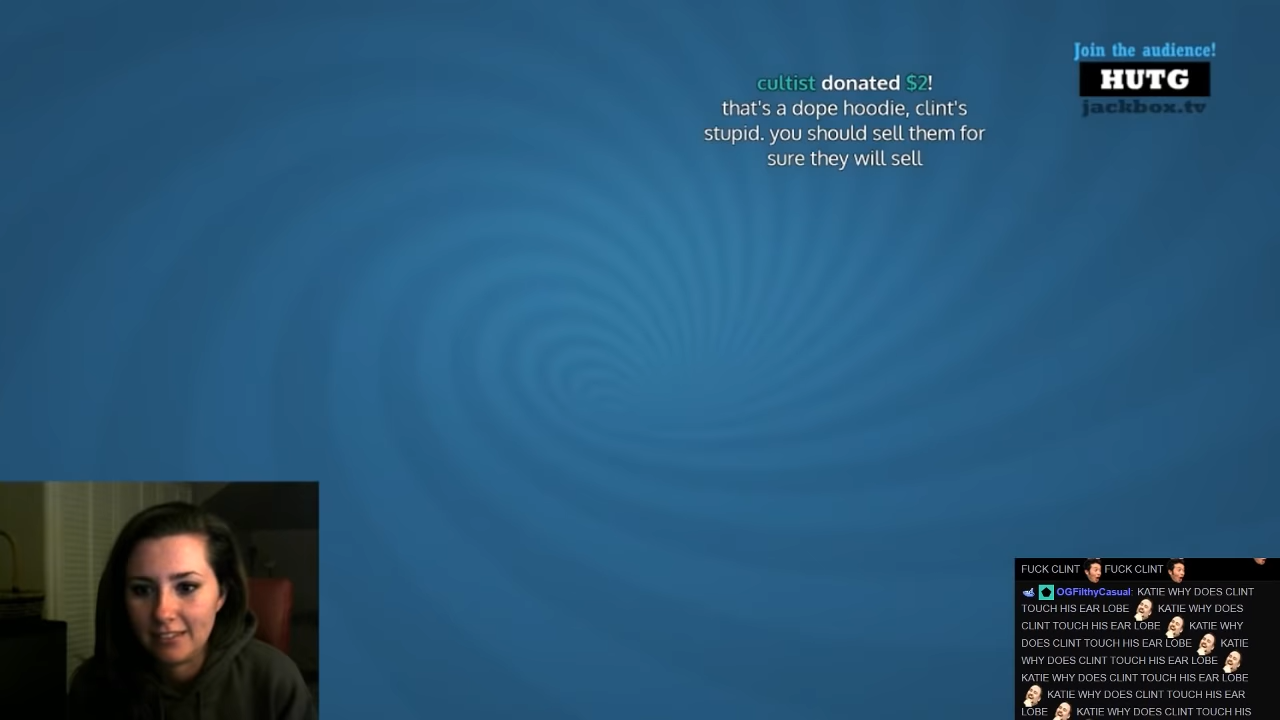 Join the audience!
HUTG
jackbox.tv
cultist donated $2!
that's a dope hoodie, clint's
stupid. you should sell them for
sure they will sell
FUCK CLINT FUCK CLINT
OGFilthyCasual: KATIE WHY DOES CLINT
TOUCH HIS EAR LOBE KATIE WHY DOES
CLINT TOUCH HIS EAR LOBE KATIE WHY
DOES CLINT TOUCH HIS EAR LOBE KATIE
WHY DOES CLINT TOUCH HIS EAR LOBE
KATIE WHY DOES CLINT TOUCH HIS EAR LOBE
KATIE WHY DOES CLINT TOUCH HIS EAR
LOBE KATIE WHY DOES CLINT TOUCH HIS